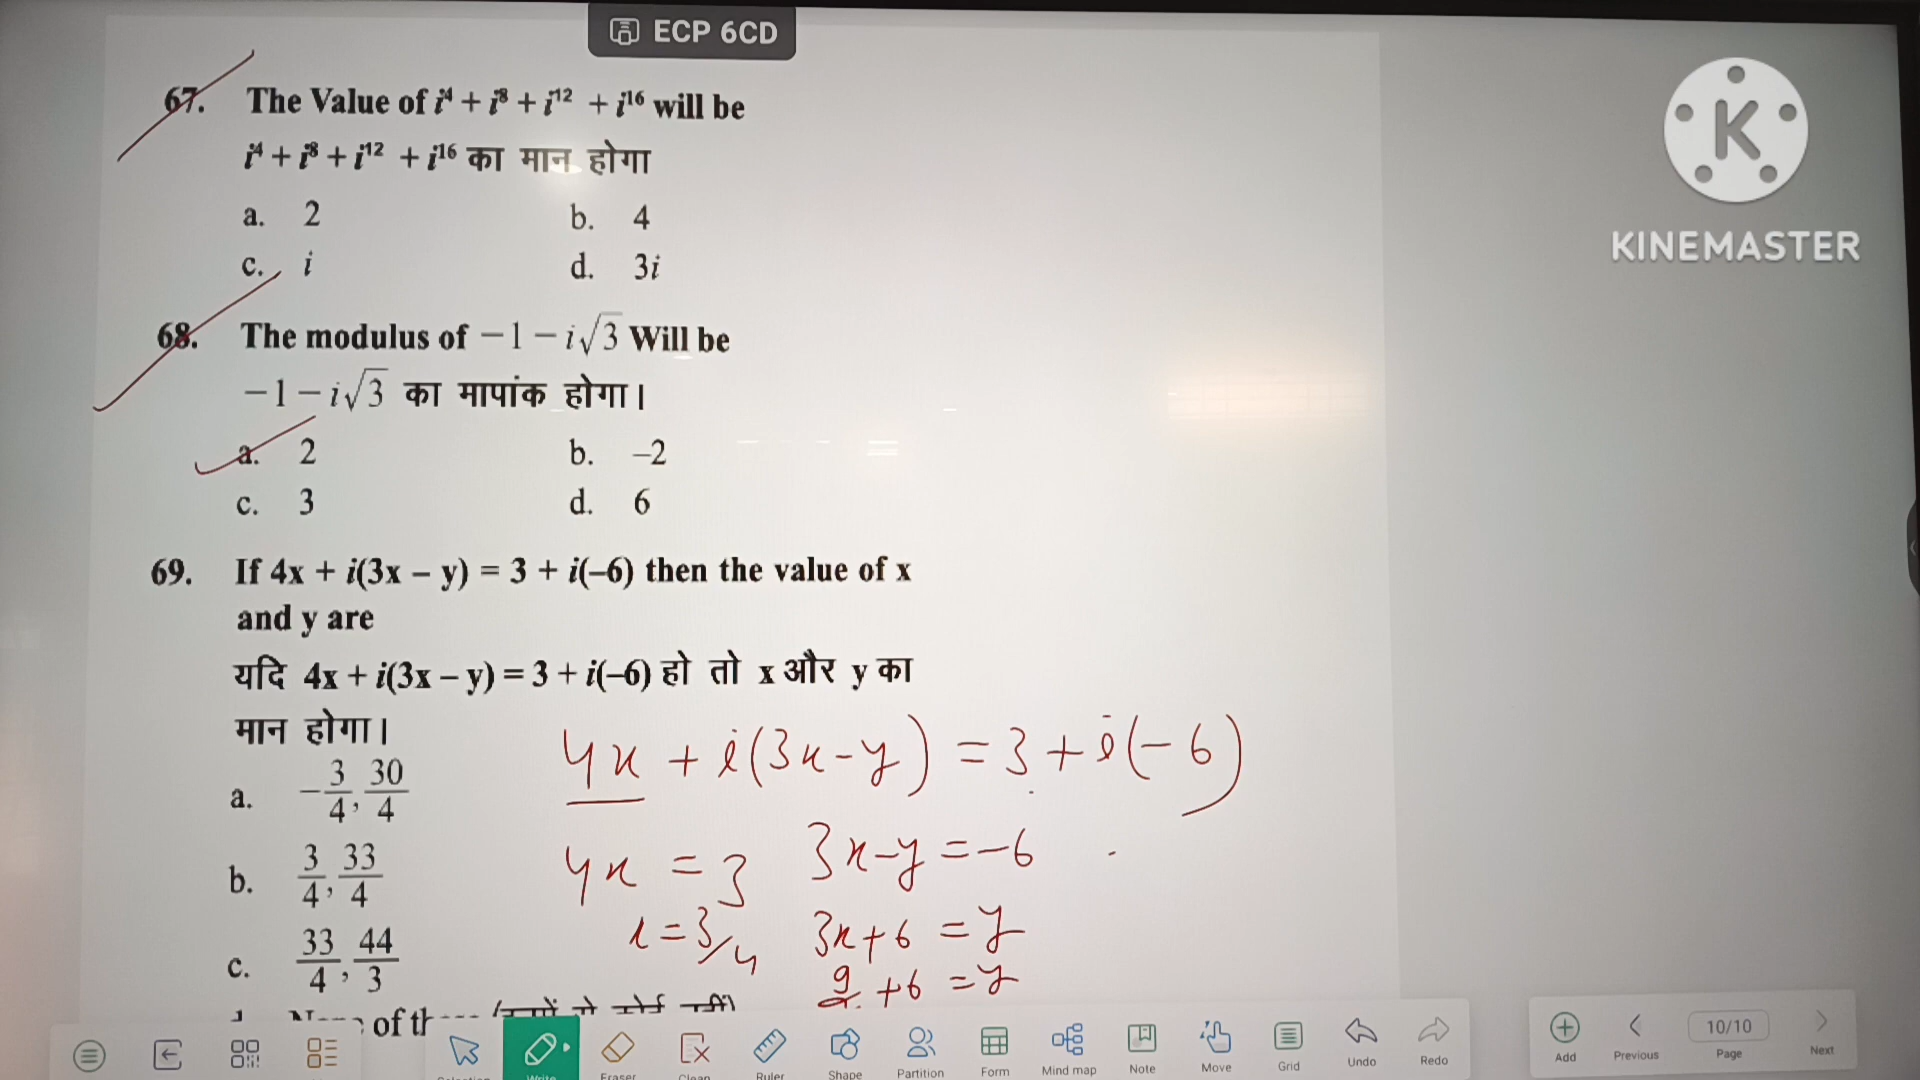 ECP 6CD
67. The Value of i⁴ + i⁸ + i¹² + i¹⁶ will be
i⁴ + i⁸ + i¹² + i¹⁶ का मान होगा
a. 2 b. 4
c. i d. 3i
KINEMASTER
68. The modulus of −1 − i√3 Will be
−1 − i√3 का मापांक होगा।
a. 2 b. –2
c. 3 d. 6
69. If 4x + i(3x – y) = 3 + i(–6) then the value of x
and y are
यदि 4x + i(3x – y) = 3 + i(–6) हो तो x और y का
मान होगा।
4x + i(3x-y) = 3 + i(-6)
a. −3/4, 30/4
4x = 3 3x-y = -6
b. 3/4, 33/4
x = 3/4 3x+6 = y
c. 33/4, 44/3
9 +6 = y
of
Write Eraser Clean Ruler Shape Partition Form Mind map Note Move Grid Undo Redo Add Previous 10/10 Page Next